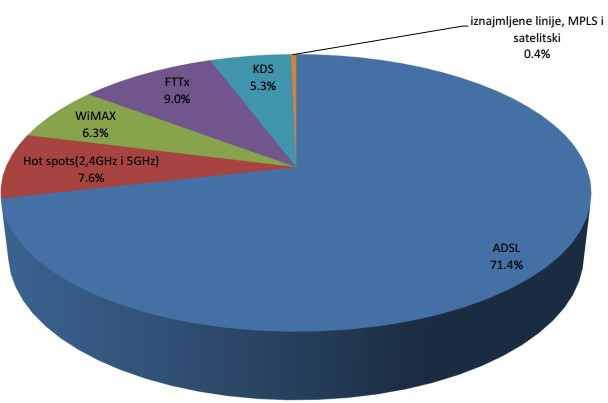 iznajmljene linije, MPLS i
satelitski
0.4%
KDS
5.3%
FTTx
9.0%
WiMAX
6.3%
Hot spots(2,4GHz i 5GHz)
7.6%
ADSL
71.4%